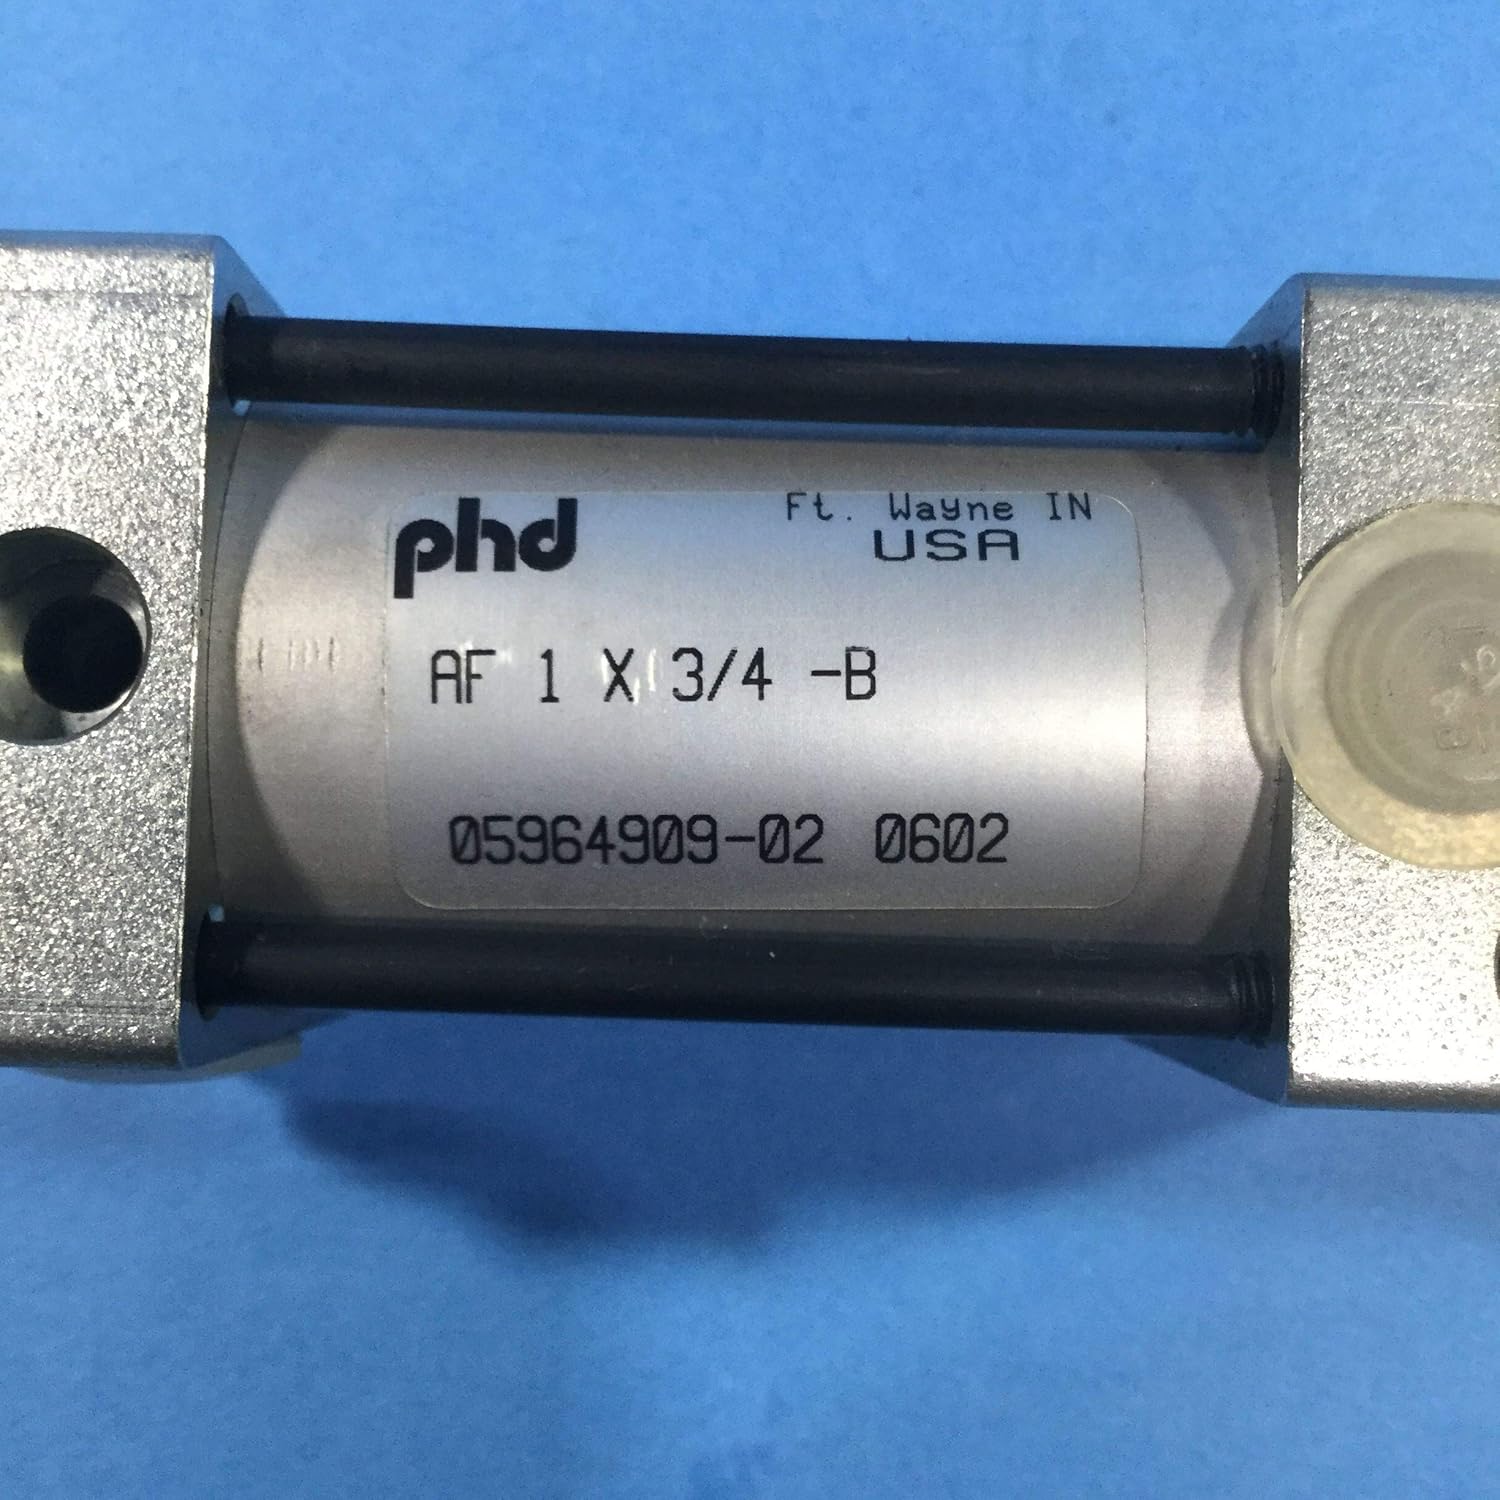 phd
Ft. Wayne IN
USA
AF 1 X 3/4 -B
05964909-02 0602